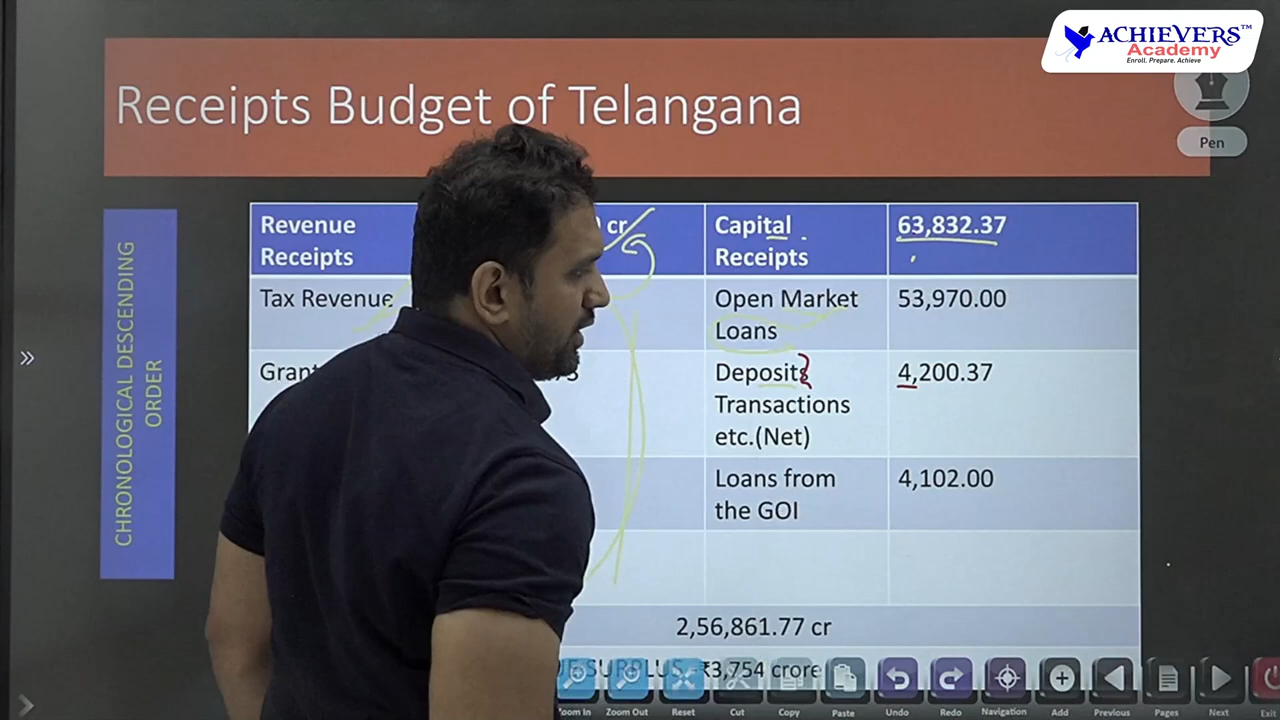 ACHIEVERS™
Academy
Enroll. Prepare. Achieve
Receipts Budget of Telangana
Pen
CHRONOLOGICAL DESCENDING
ORDER
Revenue
Receipts
cr
Capital
Receipts
63,832.37
Tax Revenue
Open Market
Loans
53,970.00
Deposits
Transactions
etc.(Net)
4,200.37
Loans from
the GOI
4,102.00
2,56,861.77 cr
SURPLUS - ₹3,754 crore
Zoom Out
Reset
Cut
Copy
Paste
Undo
Redo
Navigation
Add
Previous
Pages
Next
Exit